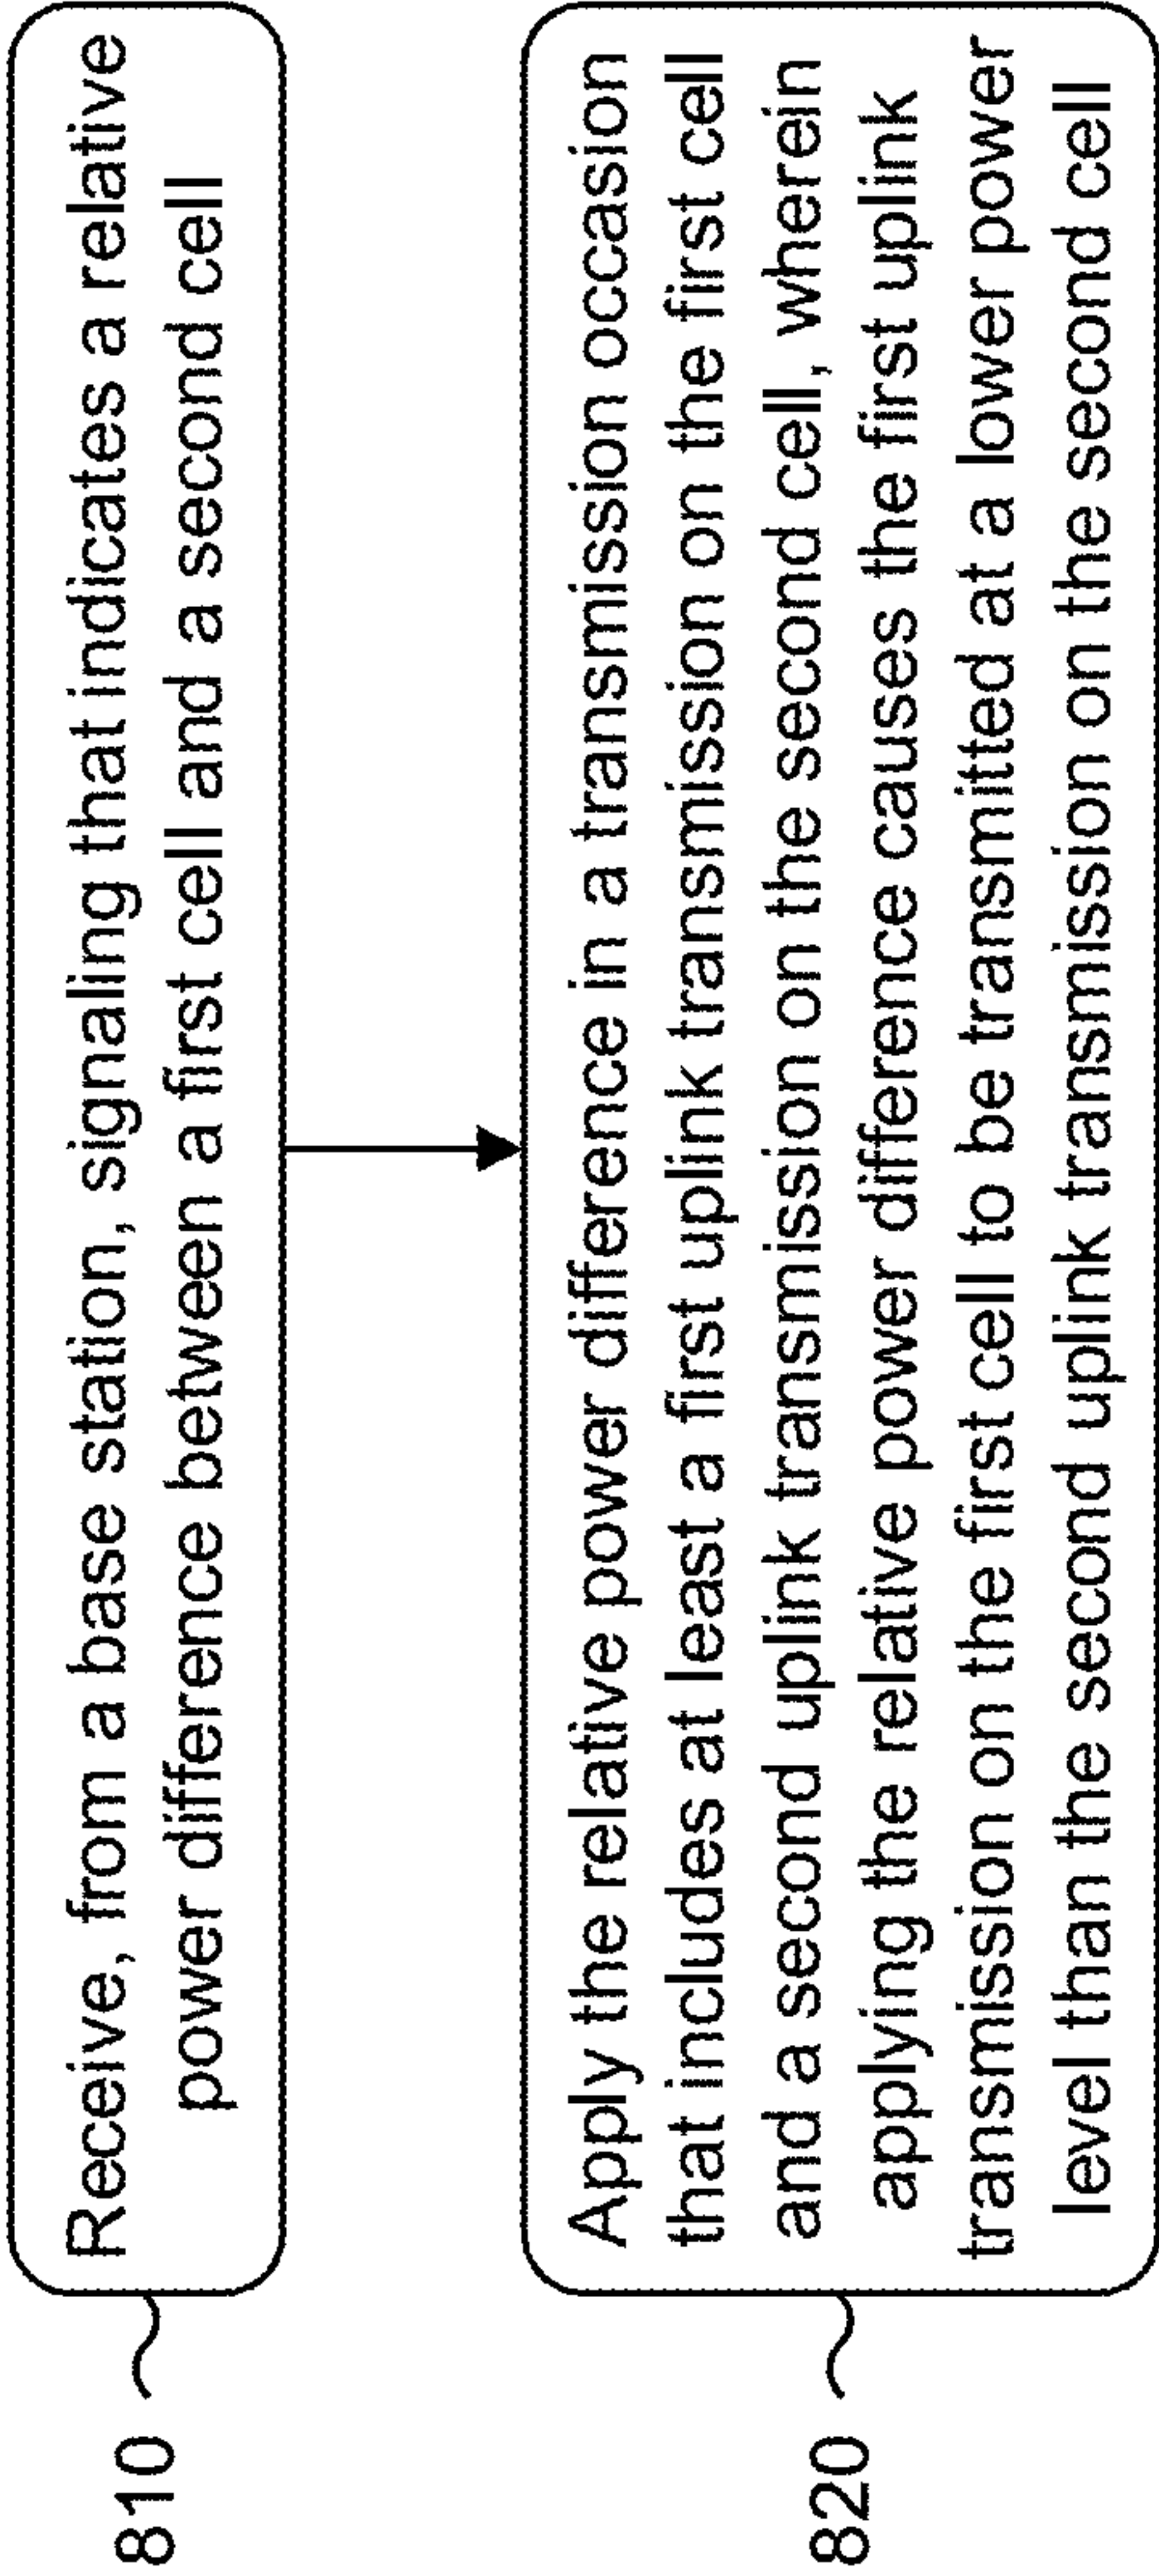 810
Receive, from a base station, signaling that indicates a relative
power difference between a first cell and a second cell
820
Apply the relative power difference in a transmission occasion
that includes at least a first uplink transmission on the first cell
and a second uplink transmission on the second cell, wherein
applying the relative power difference causes the first uplink
transmission on the first cell to be transmitted at a lower power
level than the second uplink transmission on the second cell